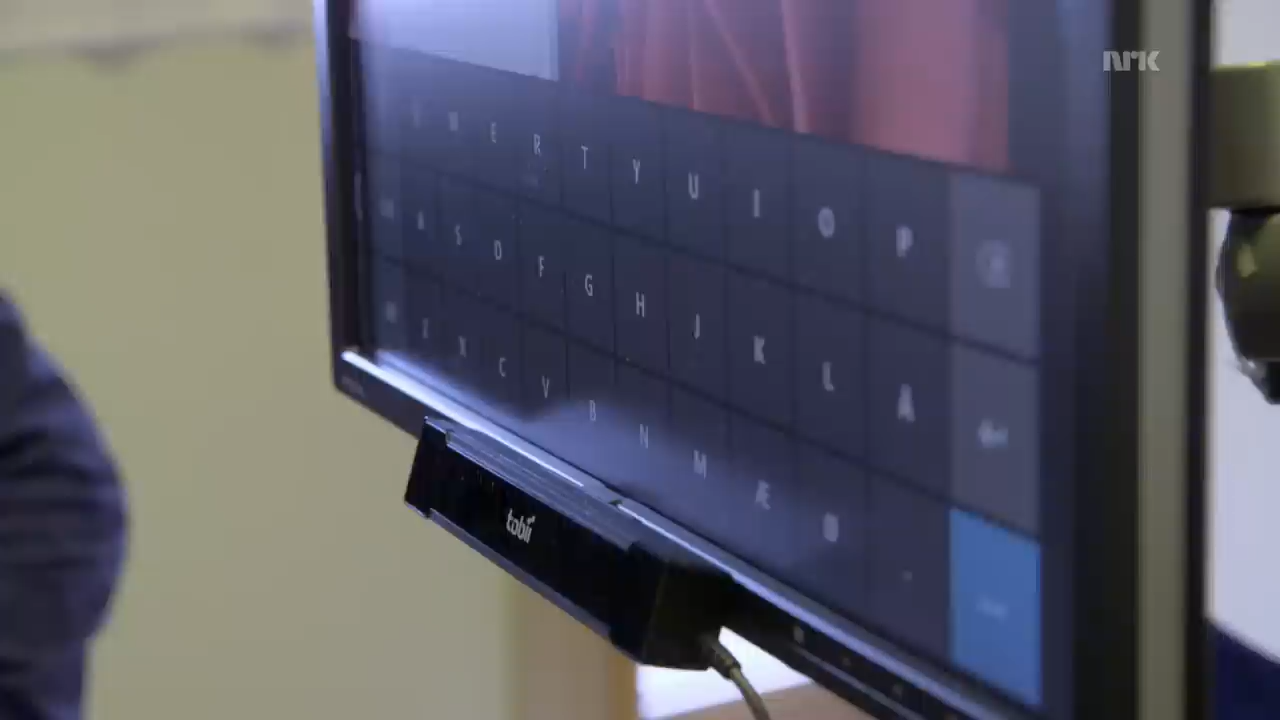 nrk
W E R T Y U I O P
A S D F G H J K L Å
Z X C V B N M Æ Ø
tobii